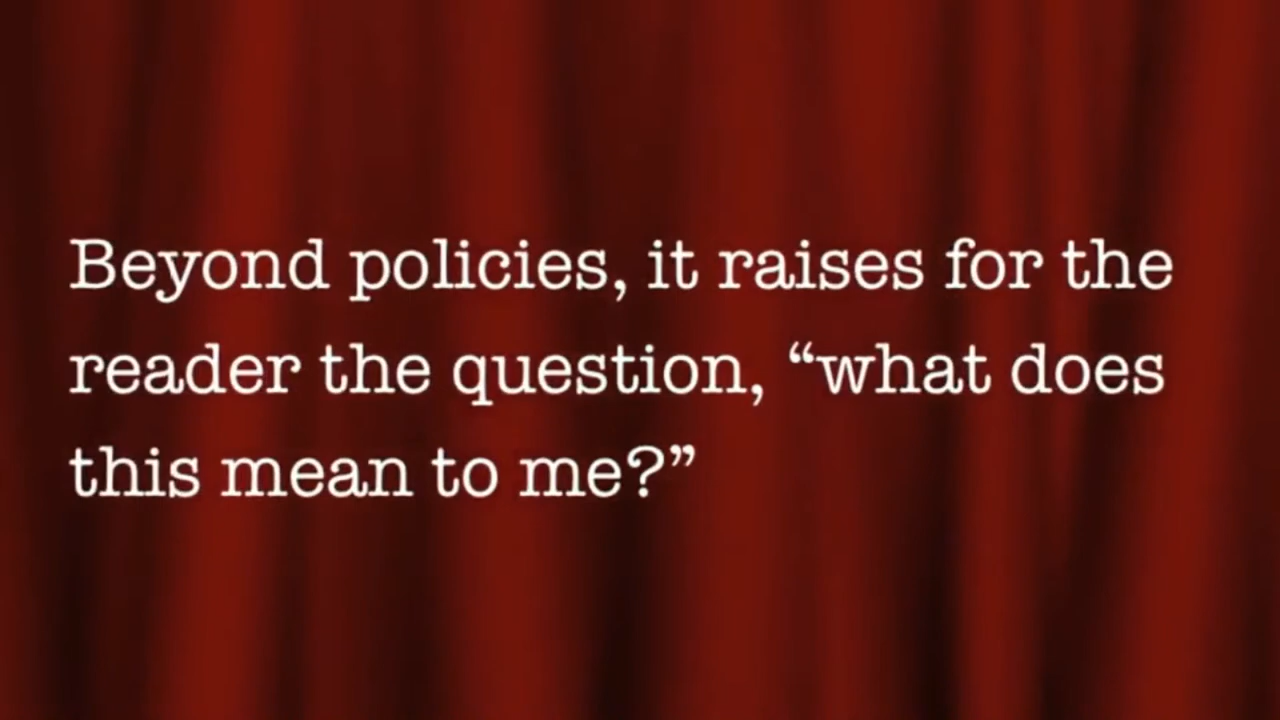 Beyond policies, it raises for the
reader the question, “what does
this mean to me?”